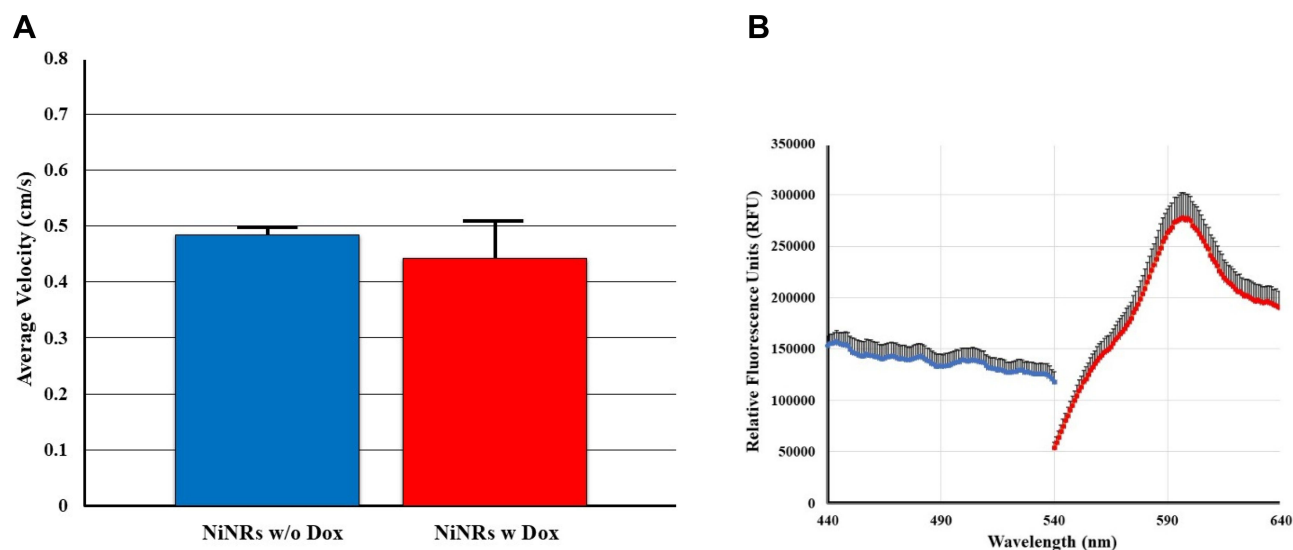 A
Average Velocity (cm/s)
0.8
0.7
0.6
0.5
0.4
0.3
0.2
0.1
0
NiNRs w/o Dox
NiNRs w Dox
B
Relative Fluorescence Units (RFU)
350000
300000
250000
200000
150000
100000
50000
0
440 490 540 590 640
Wavelength (nm)